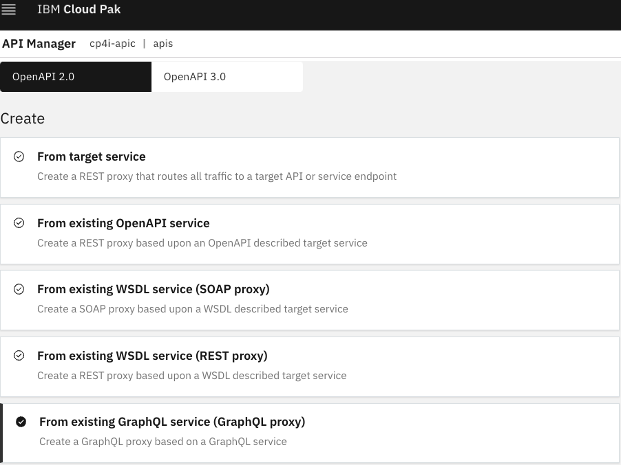 IBM Cloud Pak
API Manager cp4i-apic | apis
OpenAPI 2.0 OpenAPI 3.0
Create
From target service
Create a REST proxy that routes all traffic to a target API or service endpoint
From existing OpenAPI service
Create a REST proxy based upon an OpenAPI described target service
From existing WSDL service (SOAP proxy)
Create a SOAP proxy based upon a WSDL described target service
From existing WSDL service (REST proxy)
Create a REST proxy based upon a WSDL described target service
From existing GraphQL service (GraphQL proxy)
Create a GraphQL proxy based on a GraphQL service